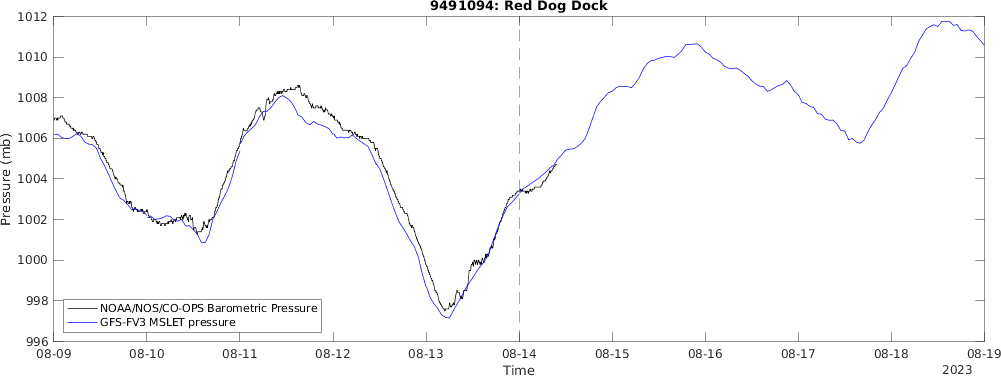 9491094: Red Dog Dock
Pressure (mb)
1012
1010
1008
1006
1004
1002
1000
998
996
NOAA/NOS/CO-OPS Barometric Pressure
GFS-FV3 MSLET pressure
08-09 08-10 08-11 08-12 08-13 08-14 08-15 08-16 08-17 08-18 08-19
Time
2023